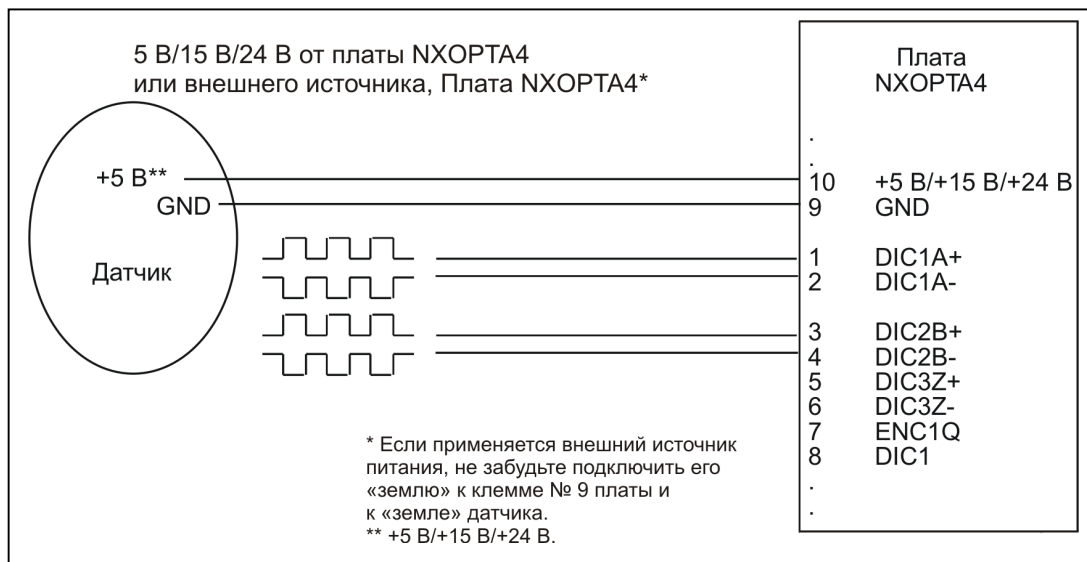 5 В/15 В/24 В от платы NXOPTA4
или внешнего источника, Плата NXOPTA4*
Плата
NXOPTA4
.
.
+5 В**
10 +5 В/+15 В/+24 В
GND
9 GND
Датчик
1 DIC1A+
2 DIC1A-
3 DIC2B+
4 DIC2B-
5 DIC3Z+
6 DIC3Z-
7 ENC1Q
8 DIC1
.
.
* Если применяется внешний источник
питания, не забудьте подключить его
«землю» к клемме № 9 платы и
к «земле» датчика.
** +5 В/+15 В/+24 В.